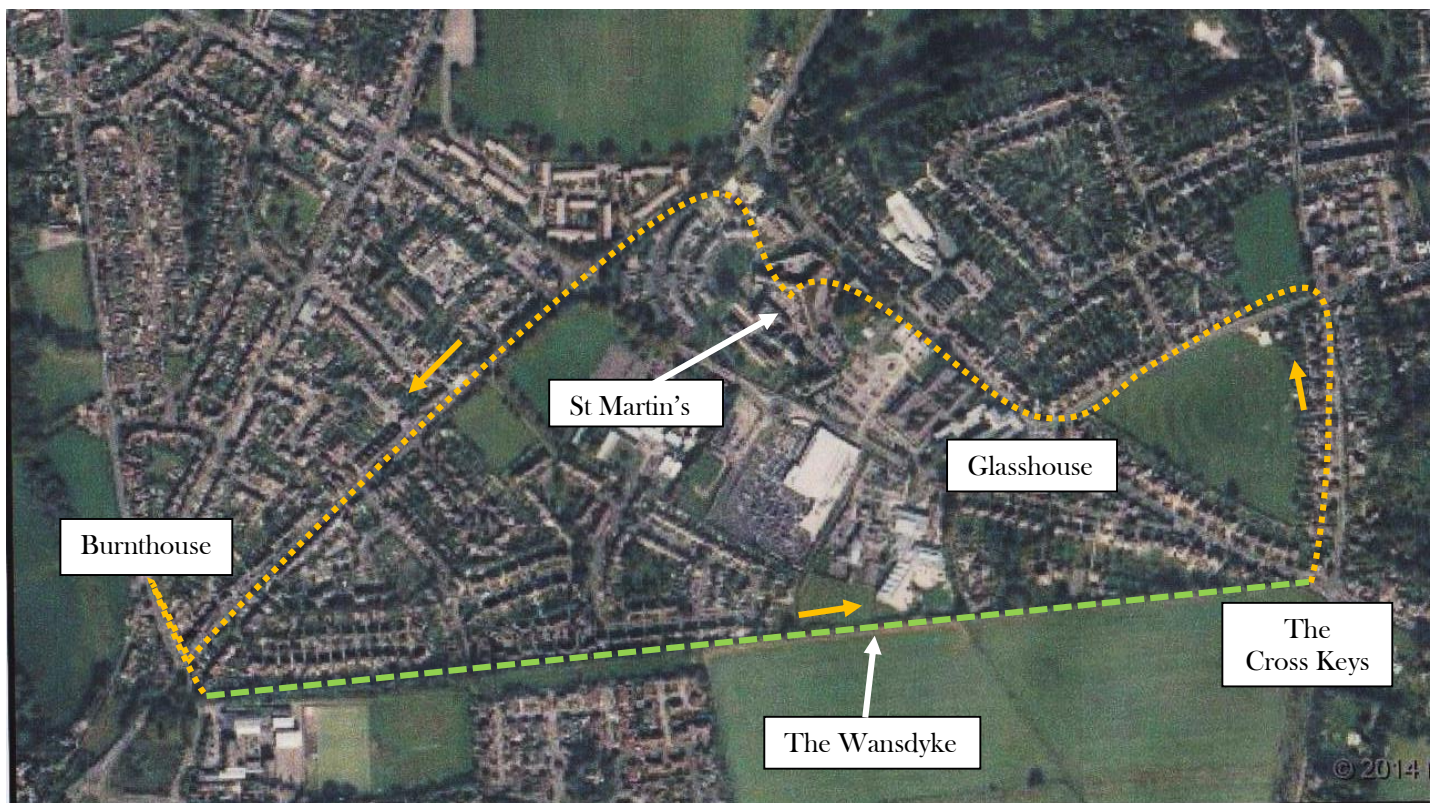 St Martin's
Glasshouse
Burnthouse
The
Cross Keys
The Wansdyke
© 2014